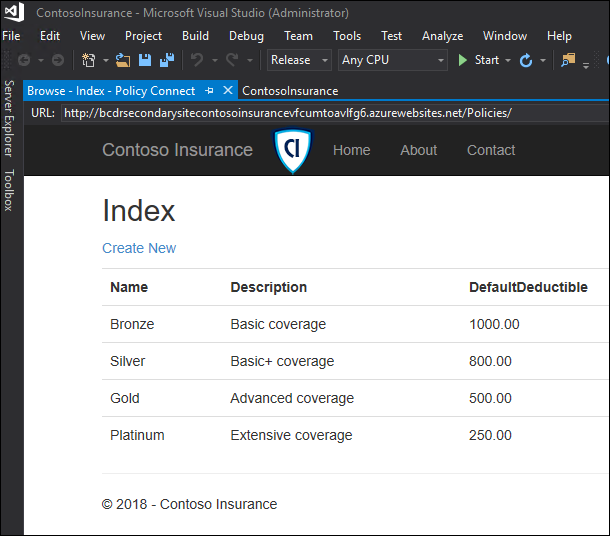 ContosoInsurance - Microsoft Visual Studio (Administrator)
File Edit View Project Build Debug Team Tools Test Analyze Window Help
Release Any CPU Start
Server Explorer
Toolbox
Browse - Index - Policy Connect ContosoInsurance
URL: http://bcdrsecondarysitecontosoinsurancevfcumtoavlfg6.azurewebsites.net/Policies/
Contoso Insurance CI Home About Contact
Index
Create New
Name Description DefaultDeductible
Bronze Basic coverage 1000.00
Silver Basic+ coverage 800.00
Gold Advanced coverage 500.00
Platinum Extensive coverage 250.00
© 2018 - Contoso Insurance